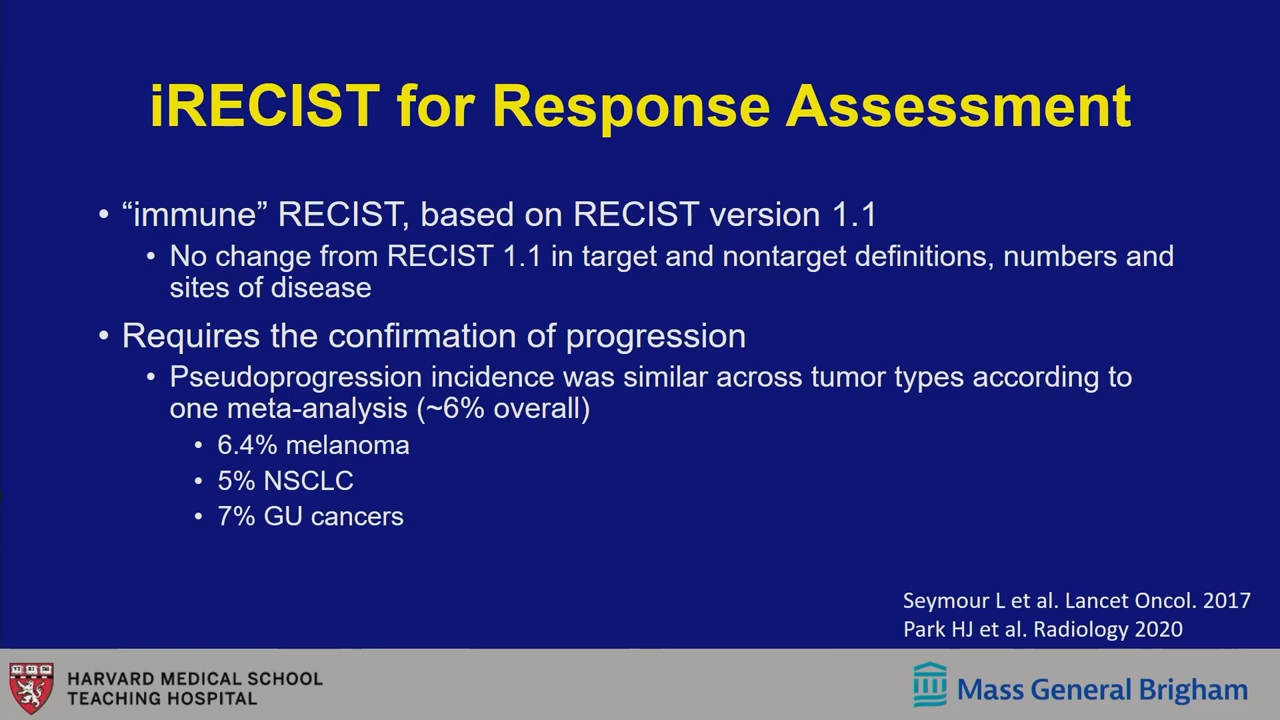 iRECIST for Response Assessment
• “immune” RECIST, based on RECIST version 1.1
• No change from RECIST 1.1 in target and nontarget definitions, numbers and
sites of disease
• Requires the confirmation of progression
• Pseudoprogression incidence was similar across tumor types according to
one meta-analysis (~6% overall)
• 6.4% melanoma
• 5% NSCLC
• 7% GU cancers
Seymour L et al. Lancet Oncol. 2017
Park HJ et al. Radiology 2020
HARVARD MEDICAL SCHOOL
TEACHING HOSPITAL
Mass General Brigham